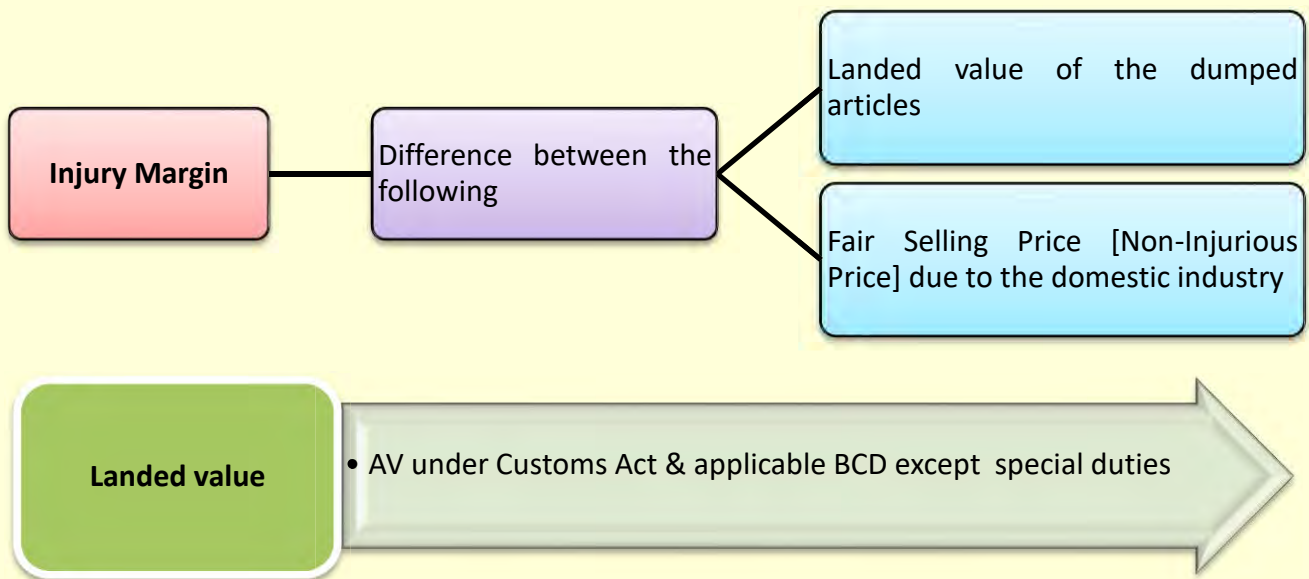 Injury Margin
Difference between the
following
Landed value of the dumped
articles
Fair Selling Price [Non-Injurious
Price] due to the domestic industry
Landed value
• AV under Customs Act & applicable BCD except special duties